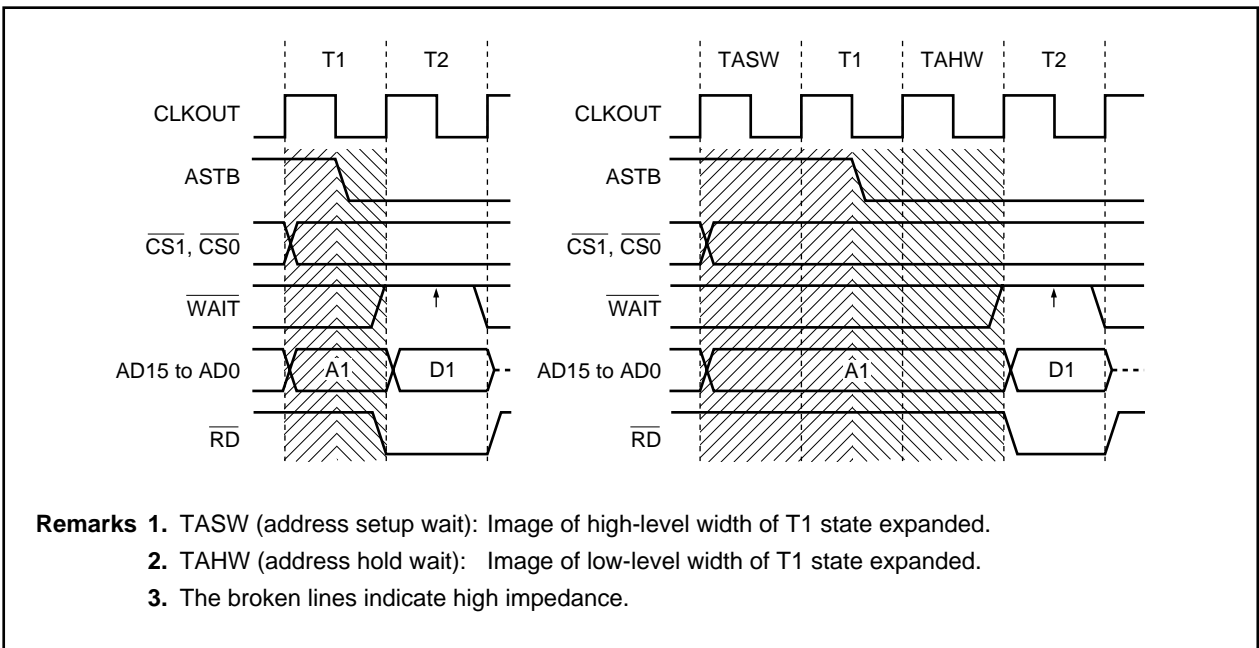 T1 T2
CLKOUT
ASTB
CS1, CS0
WAIT
AD15 to AD0 A1 D1
RD
TASW T1 TAHW T2
CLKOUT
ASTB
CS1, CS0
WAIT
AD15 to AD0 A1 D1
RD
Remarks 1. TASW (address setup wait): Image of high-level width of T1 state expanded.
2. TAHW (address hold wait): Image of low-level width of T1 state expanded.
3. The broken lines indicate high impedance.